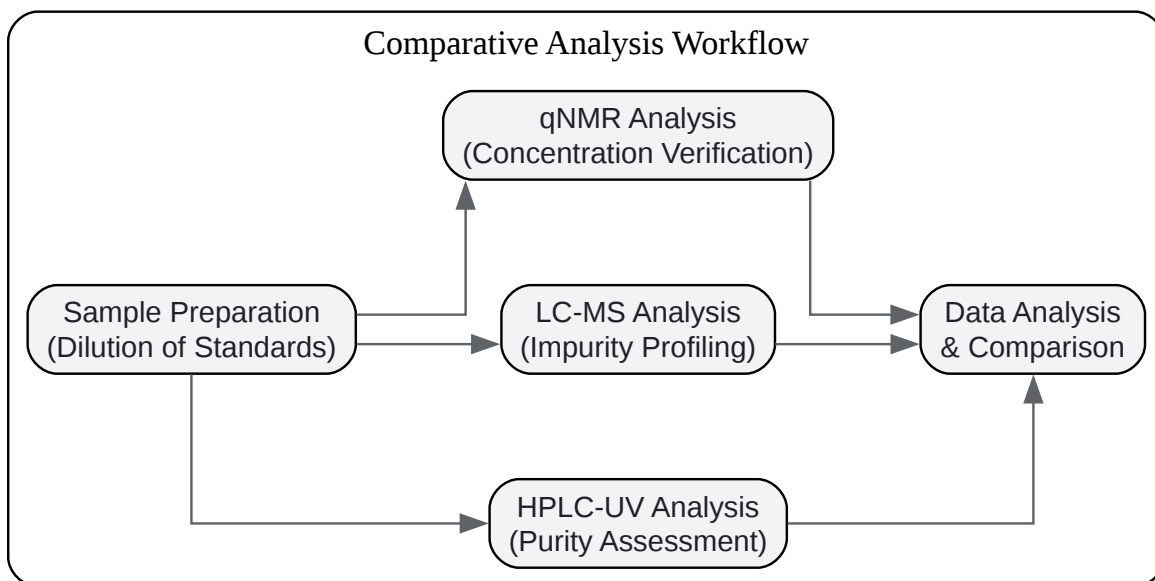 Comparative Analysis Workflow
qNMR Analysis
(Concentration Verification)
Sample Preparation
(Dilution of Standards)
LC-MS Analysis
(Impurity Profiling)
Data Analysis
& Comparison
HPLC-UV Analysis
(Purity Assessment)